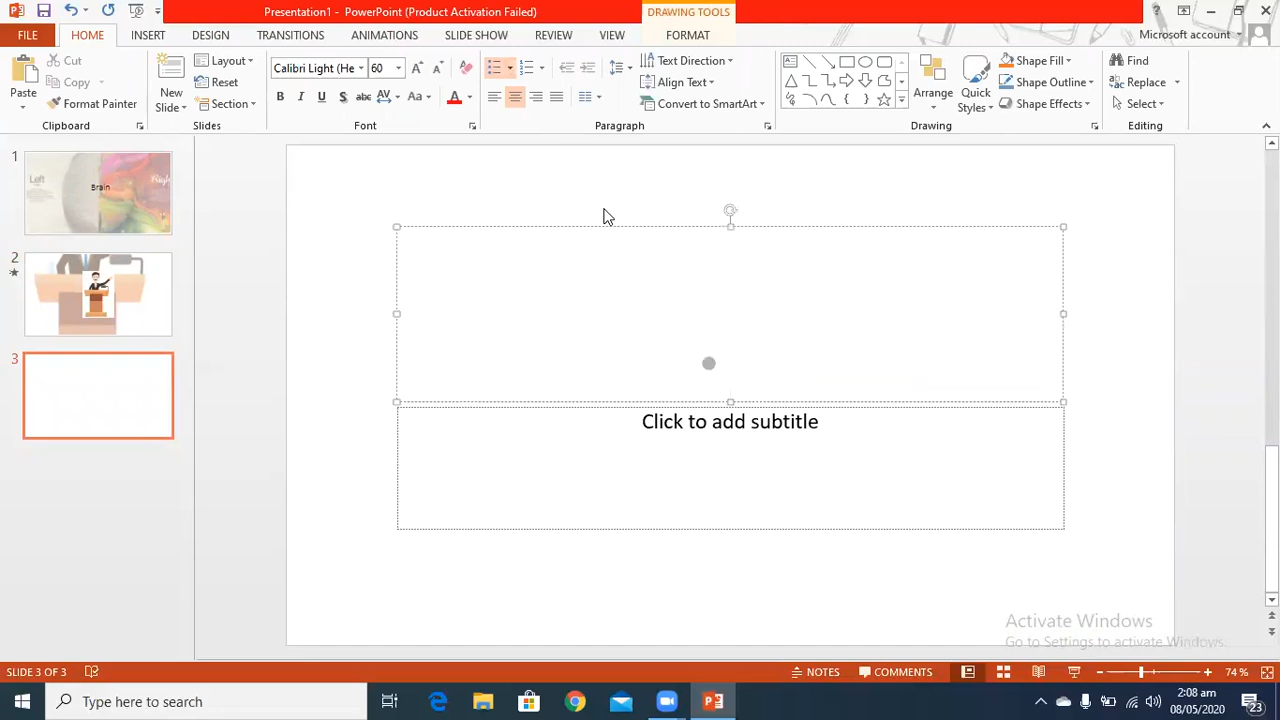 Presentation1 - PowerPoint (Product Activation Failed)
DRAWING TOOLS
?
FILE
HOME
INSERT
DESIGN
TRANSITIONS
ANIMATIONS
SLIDE SHOW
REVIEW
VIEW
FORMAT
Microsoft account
Paste
Cut
Copy
Format Painter
Clipboard
New
Slide
Layout
Reset
Section
Slides
Calibri Light (He
60
B I U S abc AV Aa A
Font
Text Direction
Align Text
Convert to SmartArt
Paragraph
Arrange
Quick
Styles
Shape Fill
Shape Outline
Shape Effects
Drawing
Find
Replace
Select
Editing
1
Left
Brain
Right
2
3
Click to add subtitle
Activate Windows
Go to Settings to activate Windows.
SLIDE 3 OF 3
NOTES
COMMENTS
74 %
Type here to search
2:08 am
08/05/2020
23